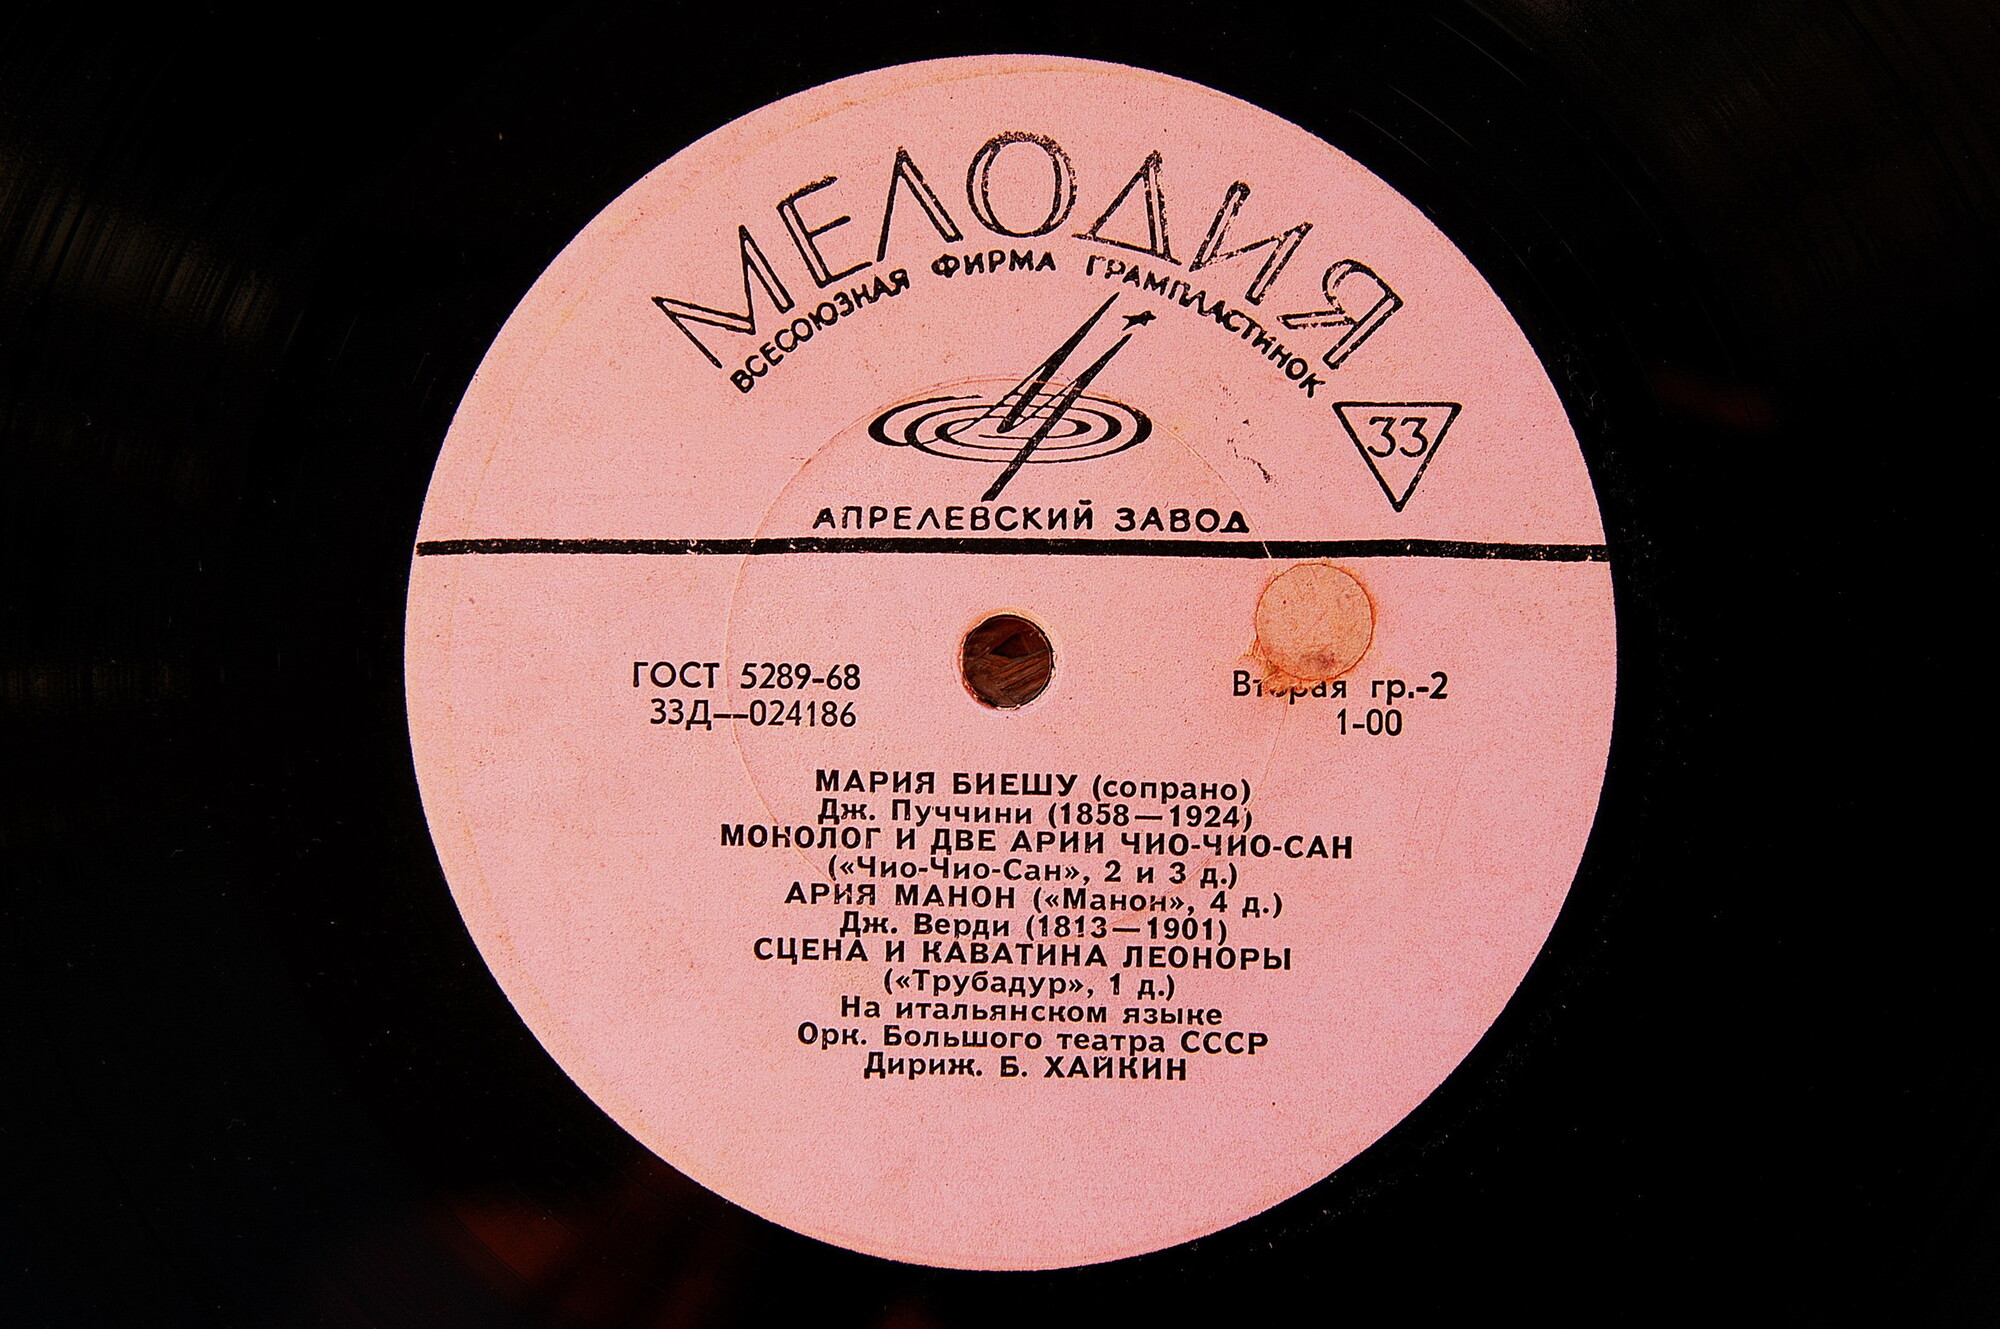 МЕЛОДИЯ
ВСЕСОЮЗНАЯ ФИРМА ГРАМПЛАСТИНОК
33
АПРЕЛЕВСКИЙ ЗАВОД
ГОСТ 5289-68
33Д—024186
Вторая гр.-2
1-00
МАРИЯ БИЕШУ (сопрано)
Дж. Пуччини (1858—1924)
МОНОЛОГ И ДВЕ АРИИ ЧИО-ЧИО-САН
(«Чио-Чио-Сан», 2 и 3 д.)
АРИЯ МАНОН («Манон», 4 д.)
Дж. Верди (1813—1901)
СЦЕНА И КАВАТИНА ЛЕОНОРЫ
(«Трубадур», 1 д.)
На итальянском языке
Орк. Большого театра СССР
Дириж. Б. ХАЙКИН